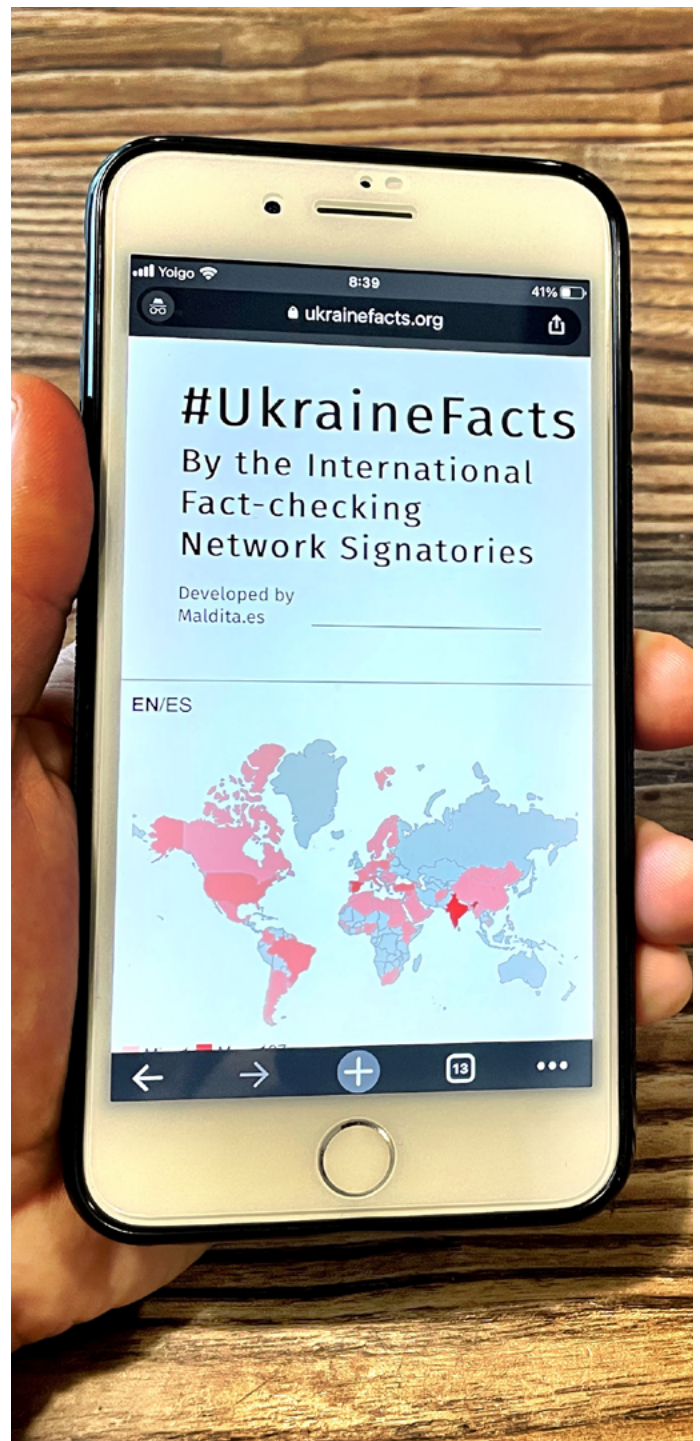 Yoigo
8:39
41%
ukrainefacts.org
#UkraineFacts
By the International
Fact-checking
Network Signatories
Developed by
Maldita.es
EN/ES
13